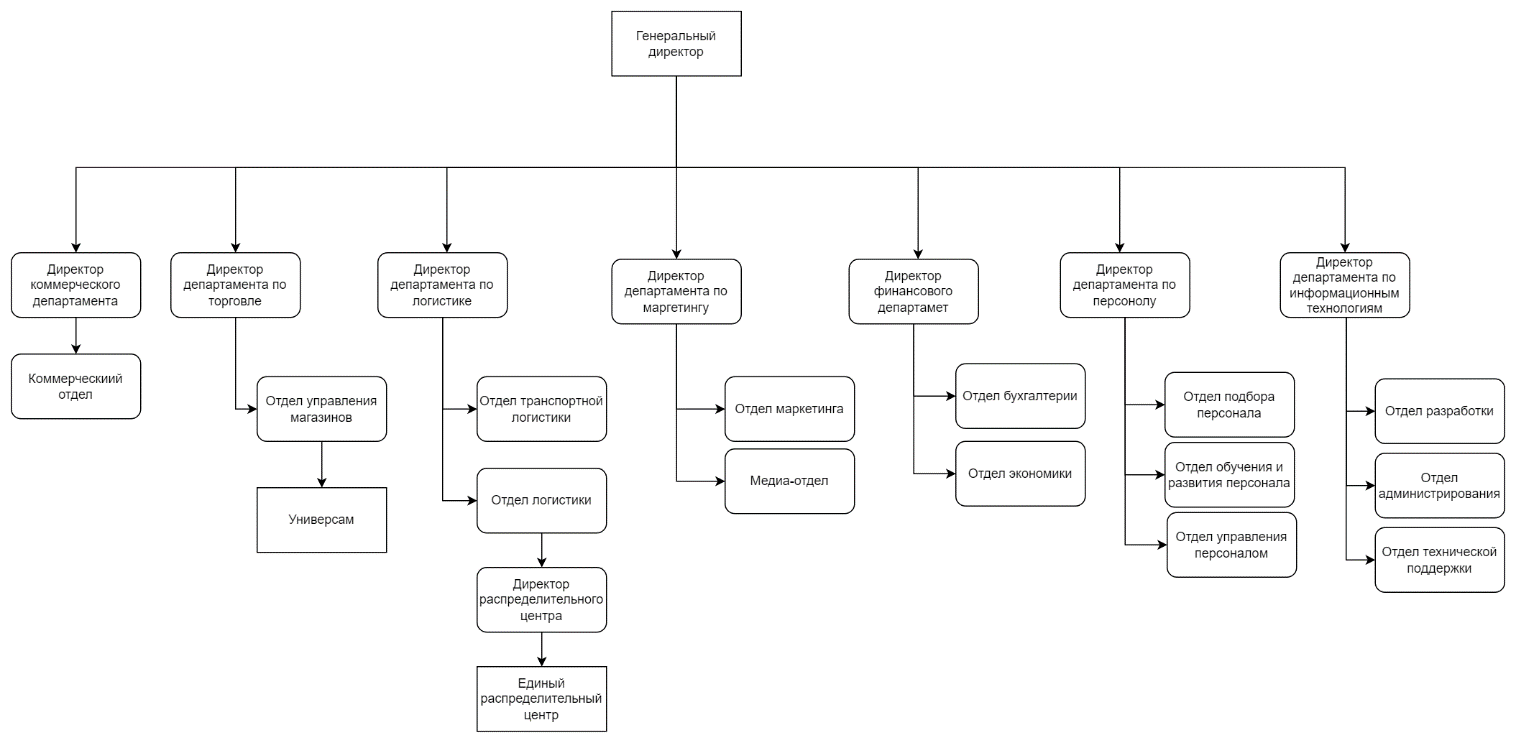 Генеральный
директор
Директор
коммерческого
департамента
Директор
департамента по
торговле
Директор
департамента по
логистике
Директор
департамента по
маргетингу
Директор
финансового
департамет
Директор
департамента по
персонолу
Директор
департамента по
информационным
технологиям
Коммерческиий
отдел
Отдел управления
магазинов
Универсам
Отдел транспортной
логистики
Отдел логистики
Директор
распределительного
центра
Единый
распределительный
центр
Отдел маркетинга
Медиа-отдел
Отдел бухгалтерии
Отдел экономики
Отдел подбора
персонала
Отдел обучения и
развития персонала
Отдел управления
персоналом
Отдел разработки
Отдел
администрирования
Отдел технической
поддержки